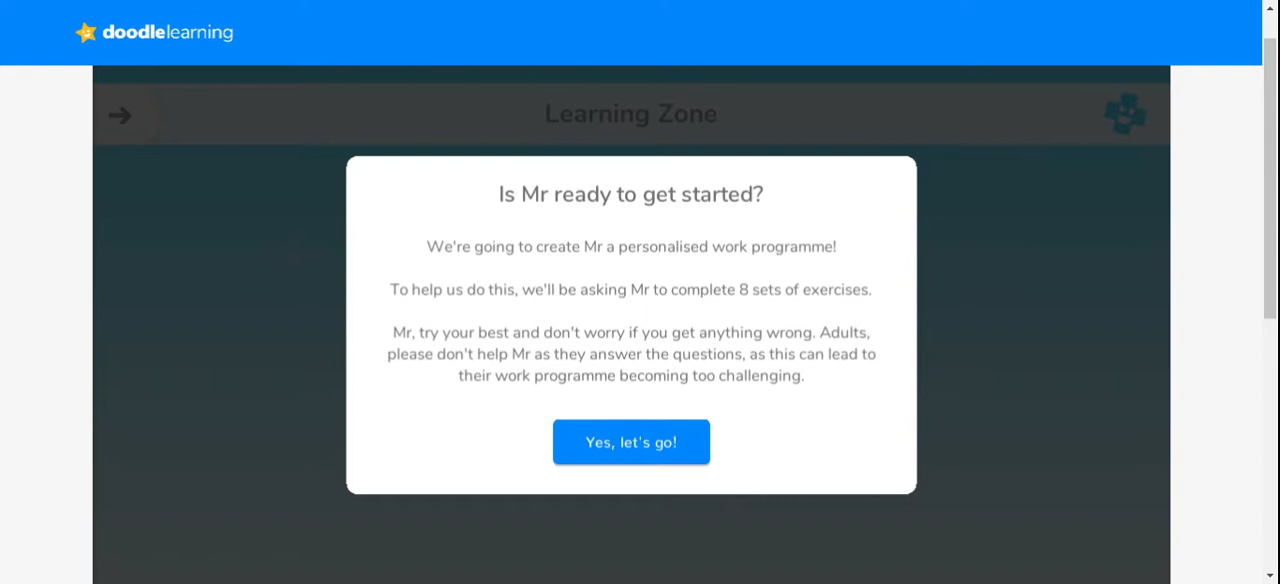 doodlelearning
Learning Zone
Is Mr ready to get started?
We're going to create Mr a personalised work programme!
To help us do this, we'll be asking Mr to complete 8 sets of exercises.
Mr, try your best and don't worry if you get anything wrong. Adults,
please don't help Mr as they answer the questions, as this can lead to
their work programme becoming too challenging.
Yes, let's go!